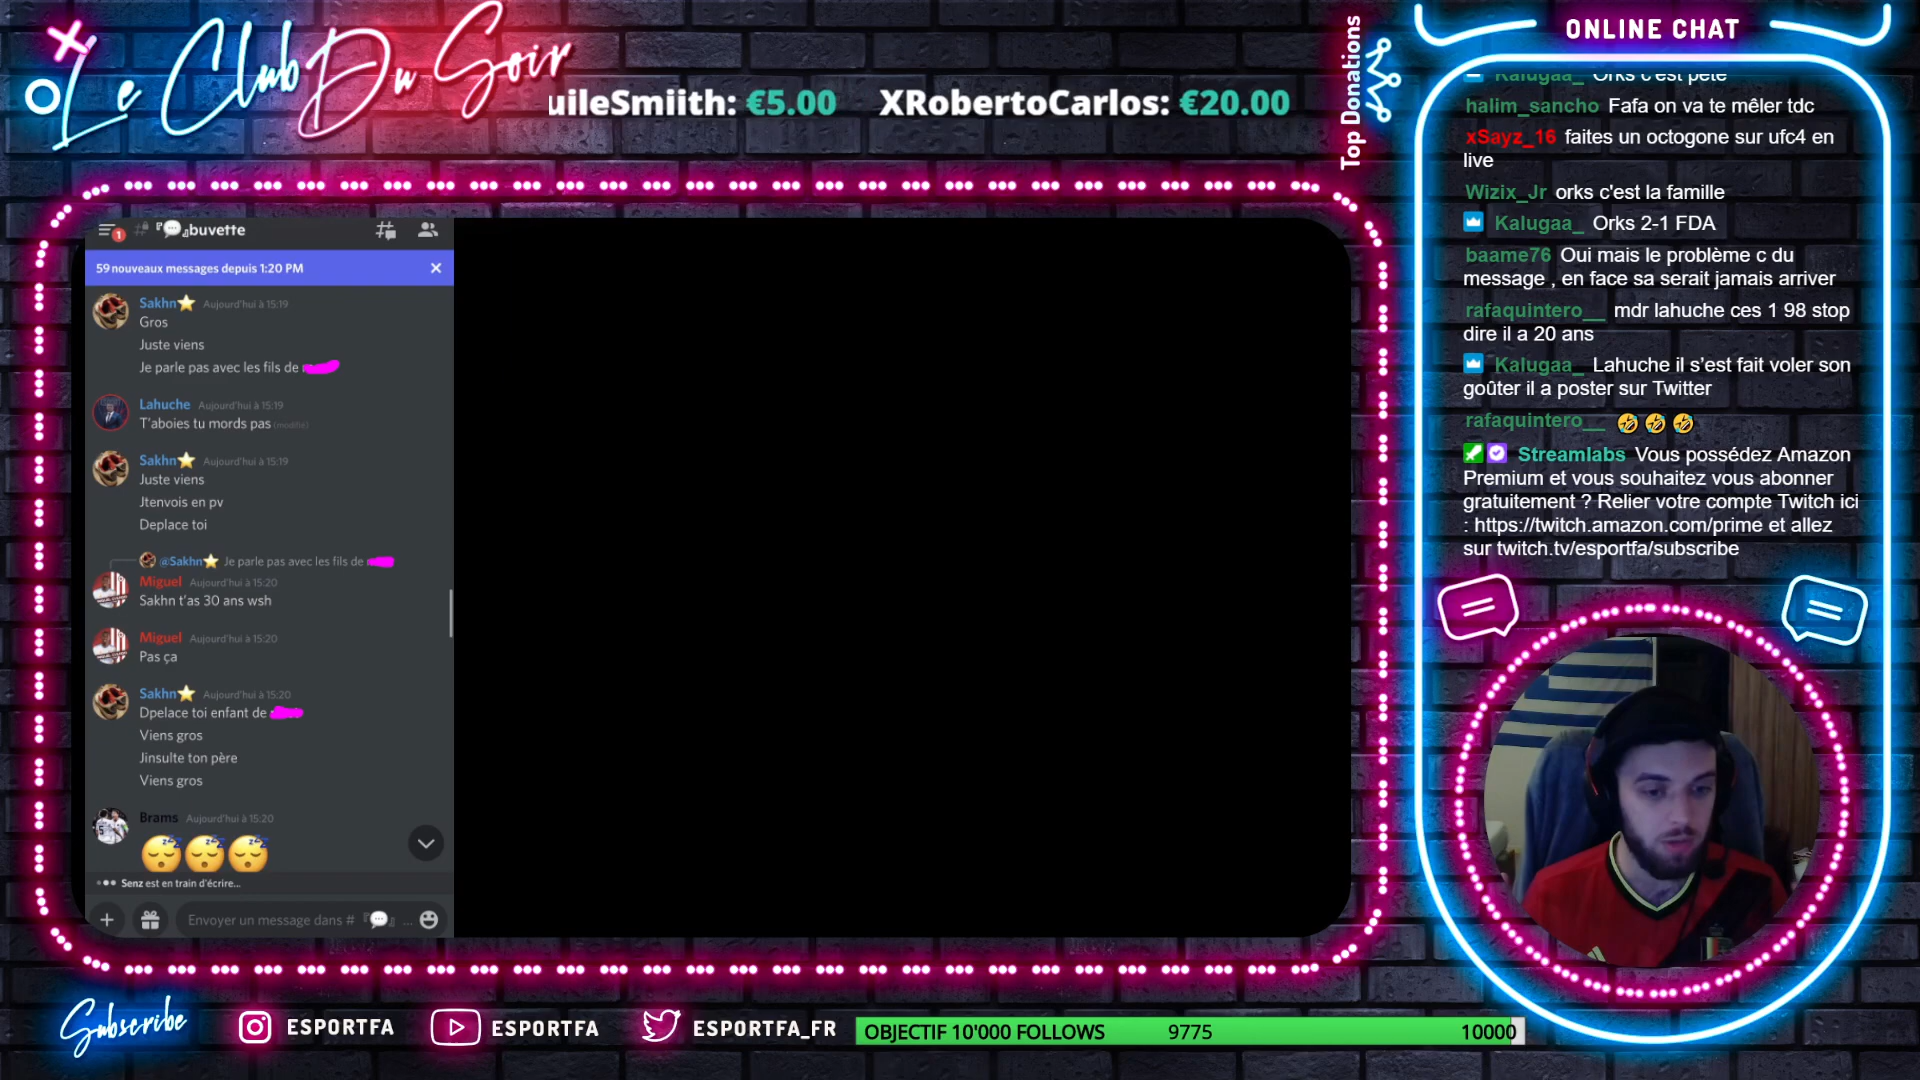 Le Club Du Soir
uileSmiith: €5.00 XRobertoCarlos: €20.00
Top Donations
buvette
1
59 nouveaux messages depuis 1:20 PM
Sakhn Aujourd'hui à 15:19
Gros
Juste viens
Je parle pas avec les fils de
Lahuche Aujourd'hui à 15:19
T'aboies tu mords pas (modifié)
Sakhn Aujourd'hui à 15:19
Juste viens
Jtenvois en pv
Deplace toi
@Sakhn Je parle pas avec les fils de
Miguel Aujourd'hui à 15:20
Sakhn t'as 30 ans wsh
Miguel Aujourd'hui à 15:20
Pas ça
Sakhn Aujourd'hui à 15:20
Dpelace toi enfant de
Viens gros
Jinsulte ton père
Viens gros
Brams Aujourd'hui à 15:20
Senz est en train d'écrire...
Envoyer un message dans # ...
ONLINE CHAT
Kalugaa_ Orks c'est pété
halim_sancho Fafa on va te mêler tdc
xSayz_16 faites un octogone sur ufc4 en
live
Wizix_Jr orks c'est la famille
Kalugaa_ Orks 2-1 FDA
baame76 Oui mais le problème c du
message , en face sa serait jamais arriver
rafaquintero__ mdr lahuche ces 1 98 stop
dire il a 20 ans
Kalugaa_ Lahuche il s'est fait voler son
goûter il a poster sur Twitter
rafaquintero__ 🤣 🤣 🤣
Streamlabs Vous possédez Amazon
Premium et vous souhaitez vous abonner
gratuitement ? Relier votre compte Twitch ici
: https://twitch.amazon.com/prime et allez
sur twitch.tv/esportfa/subscribe
Subscribe
ESPORTFA
ESPORTFA
ESPORTFA_FR
OBJECTIF 10'000 FOLLOWS 9775 10000